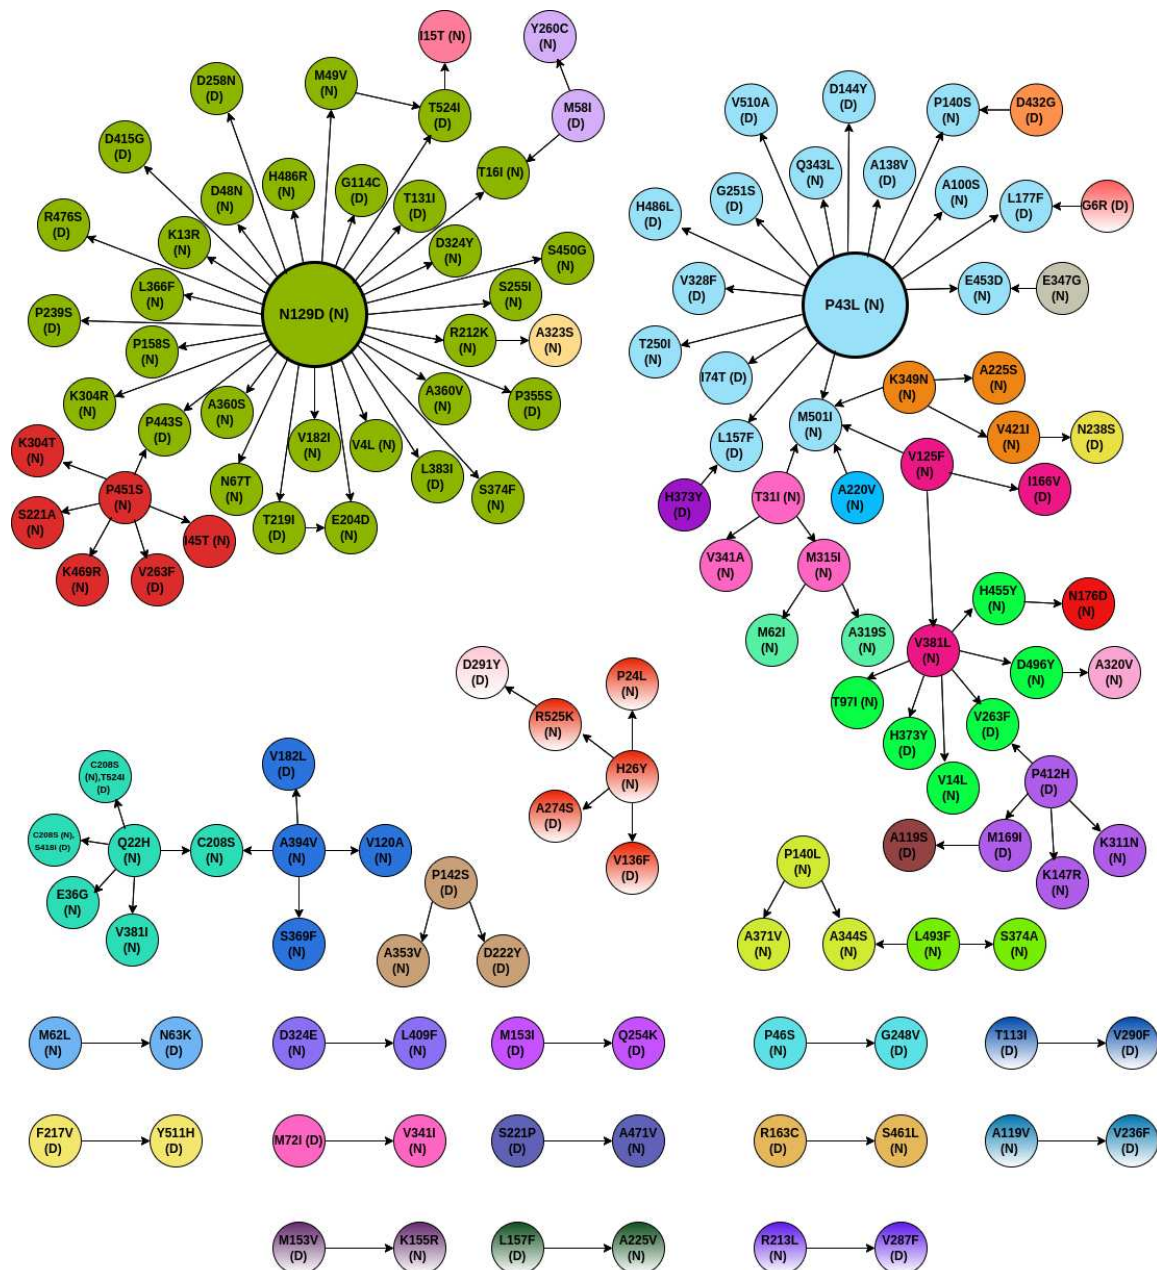 I15T (N)
Y260C
(N)
D258N
(D)
M49V
(N)
T524I
(D)
M58I
(D)
D415G
(D)
T16I (N)
D48N
(N)
H486R
(N)
G114C
(D)
T131I
(D)
R476S
(D)
K13R
(N)
D324Y
(N)
S450G
(N)
L366F
(N)
S255I
(N)
N129D (N)
P239S
(D)
P158S
(N)
R212K
(N)
A323S
(N)
K304R
(N)
A360S
(N)
A360V
(N)
P355S
(D)
P443S
(D)
K304T
(N)
V182I
(N)
V4L (N)
L383I
(D)
S374F
(N)
P451S
(N)
N67T
(N)
S221A
(N)
T219I
(D)
E204D
(N)
I45T (N)
K469R
(N)
V263F
(D)
V510A
(D)
D144Y
(D)
P140S
(N)
D432G
(D)
Q343L
(N)
A138V
(D)
G251S
(D)
A100S
(N)
L177F
(D)
G6R (D)
H486L
(D)
V328F
(D)
P43L (N)
E453D
(N)
E347G
(N)
T250I
(N)
I74T (D)
K349N
(N)
A225S
(N)
M501I
(N)
V421I
(N)
N238S
(D)
L157F
(D)
V125F
(N)
I166V
(D)
H373Y
(D)
T31I (N)
A220V
(N)
V341A
(N)
M315I
(N)
H455Y
(N)
N176D
(N)
M62I
(N)
A319S
(N)
V381L
(N)
D496Y
(N)
A320V
(N)
T97I (N)
H373Y
(D)
V263F
(D)
V14L
(N)
P412H
(D)
A119S
(D)
M169I
(D)
K311N
(N)
K147R
(N)
D291Y
(D)
P24L
(N)
R525K
(N)
H26Y
(N)
A274S
(D)
V136F
(D)
C208S
(N),T524I
(D)
V182L
(D)
C208S (N),
S418I (D)
Q22H
(N)
C208S
(N)
A394V
(N)
V120A
(N)
E36G
(N)
V381I
(N)
S369F
(N)
P142S
(D)
A353V
(N)
D222Y
(D)
P140L
(N)
A371V
(N)
A344S
(N)
L493F
(N)
S374A
(N)
M62L
(N)
N63K
(D)
D324E
(N)
L409F
(N)
M153I
(D)
Q254K
(D)
P46S
(N)
G248V
(D)
T113I
(D)
V290F
(D)
F217V
(D)
Y511H
(D)
M72I (D)
V341I
(N)
S221P
(D)
A471V
(N)
R163C
(D)
S461L
(N)
A119V
(N)
V236F
(D)
M153V
(D)
K155R
(N)
L157F
(D)
A225V
(N)
R213L
(N)
V287F
(D)